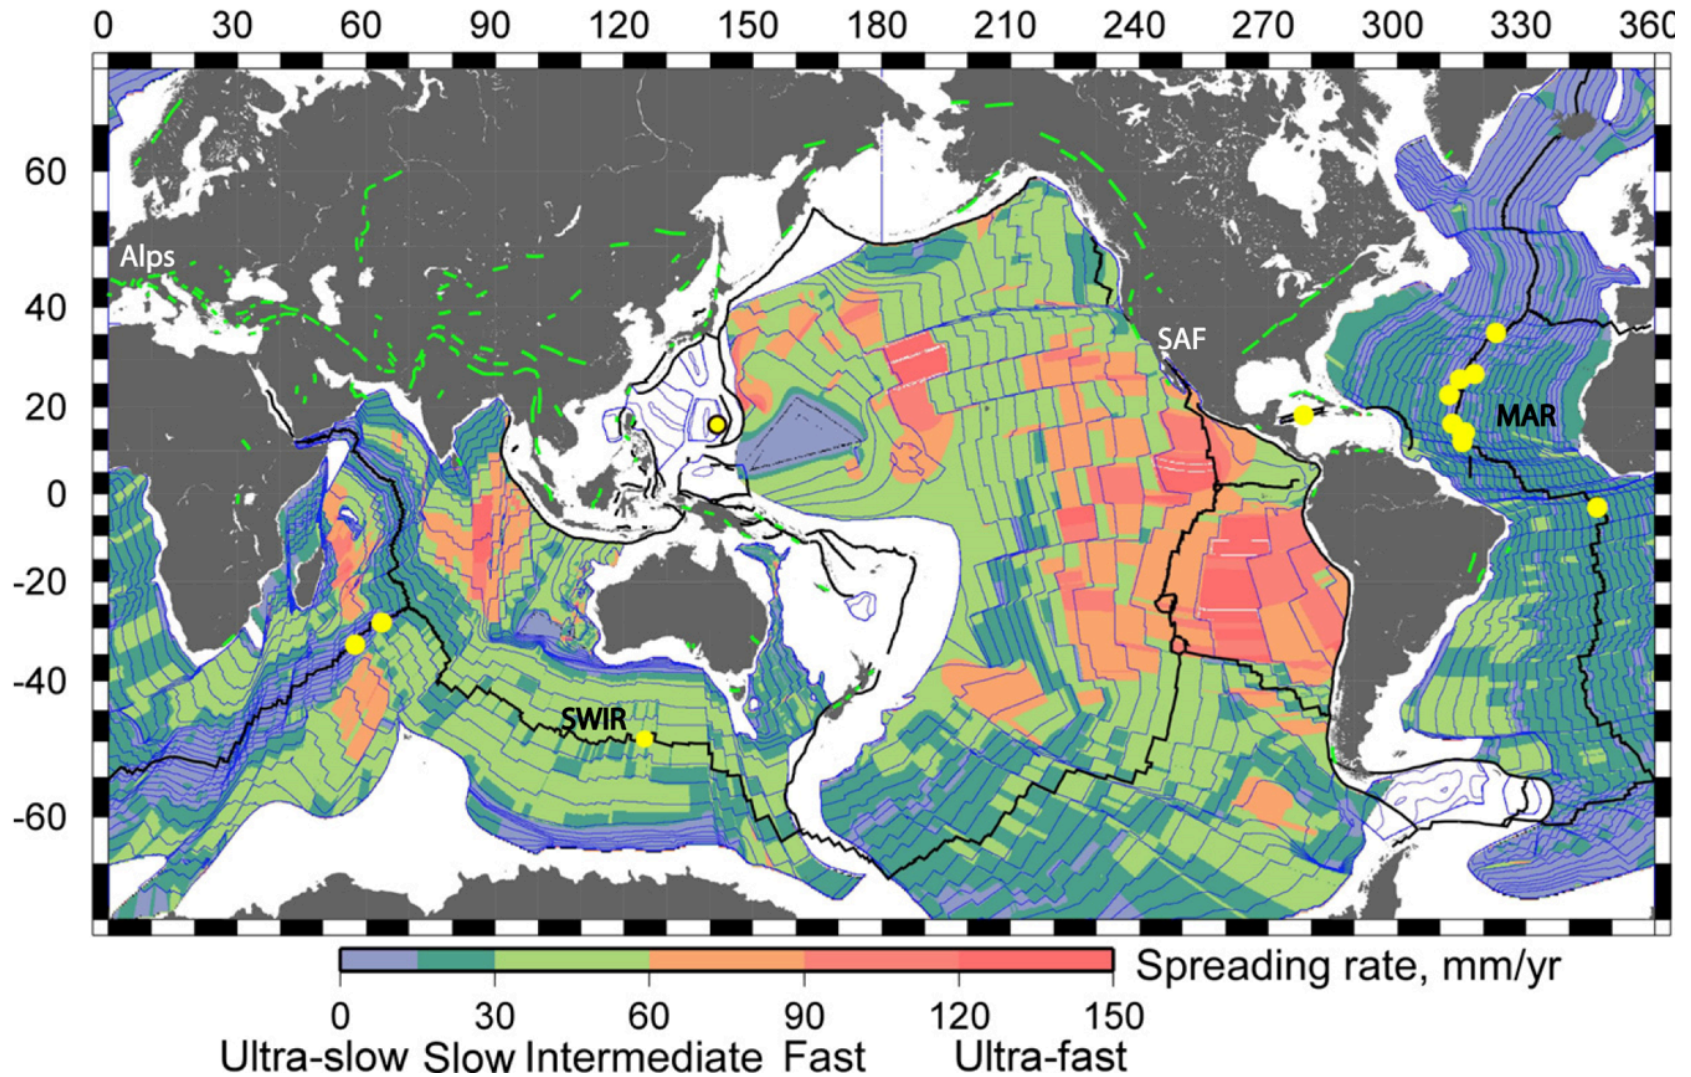 0 30 60 90 120 150 180 210 240 270 300 330 360
60
Alps
40
SAF
20
MAR
0
-20
-40
SWIR
-60
Spreading rate, mm/yr
0 30 60 90 120 150
Ultra-slow Slow Intermediate Fast Ultra-fast